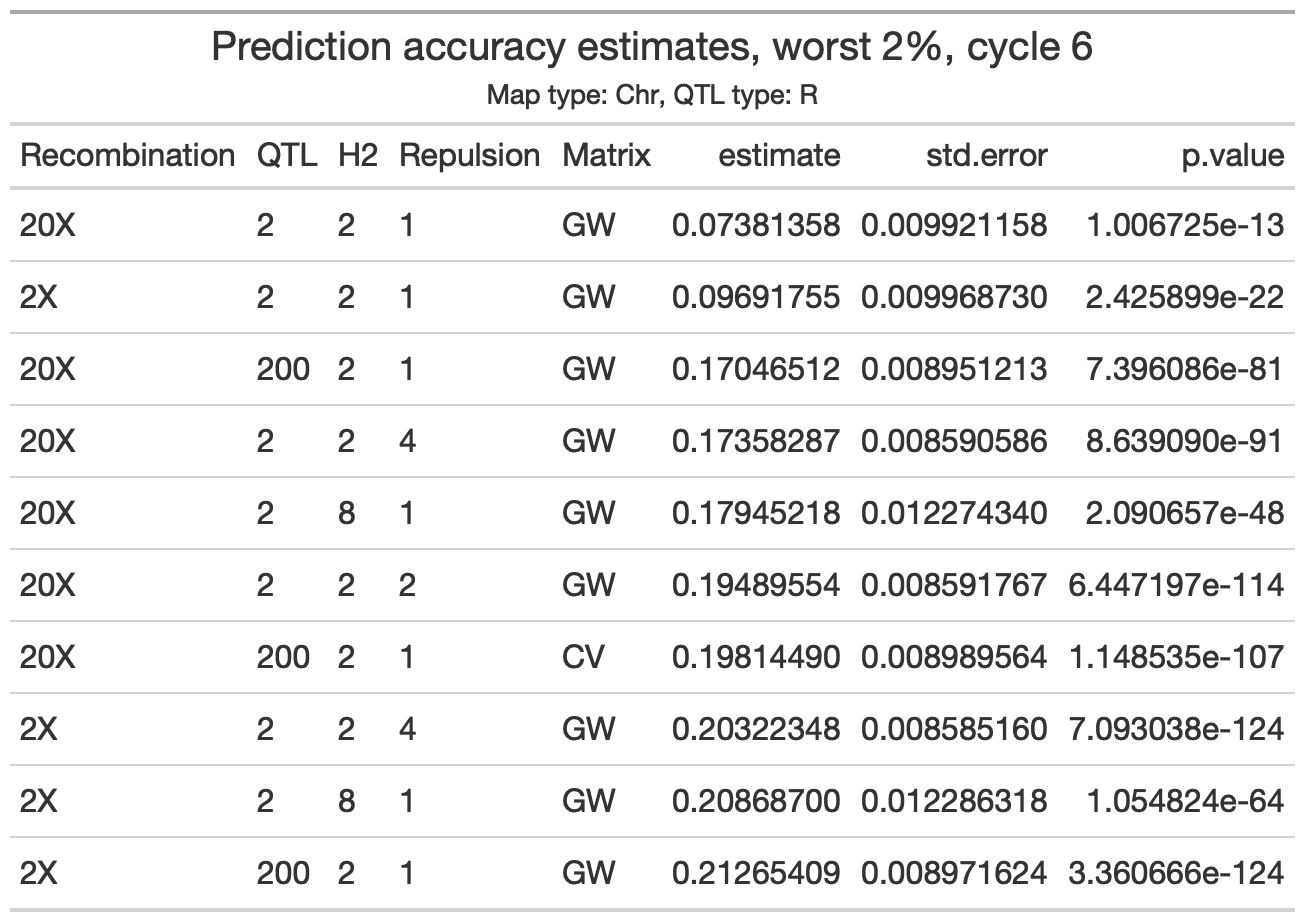 Prediction accuracy estimates, worst 2%, cycle 6
Map type: Chr, QTL type: R
Recombination QTL H2 Repulsion Matrix estimate std.error p.value
20X 2 2 1 GW 0.07381358 0.009921158 1.006725e-13
2X 2 2 1 GW 0.09691755 0.009968730 2.425899e-22
20X 200 2 1 GW 0.17046512 0.008951213 7.396086e-81
20X 2 2 4 GW 0.17358287 0.008590586 8.639090e-91
20X 2 8 1 GW 0.17945218 0.012274340 2.090657e-48
20X 2 2 2 GW 0.19489554 0.008591767 6.447197e-114
20X 200 2 1 CV 0.19814490 0.008989564 1.148535e-107
2X 2 2 4 GW 0.20322348 0.008585160 7.093038e-124
2X 2 8 1 GW 0.20868700 0.012286318 1.054824e-64
2X 200 2 1 GW 0.21265409 0.008971624 3.360666e-124